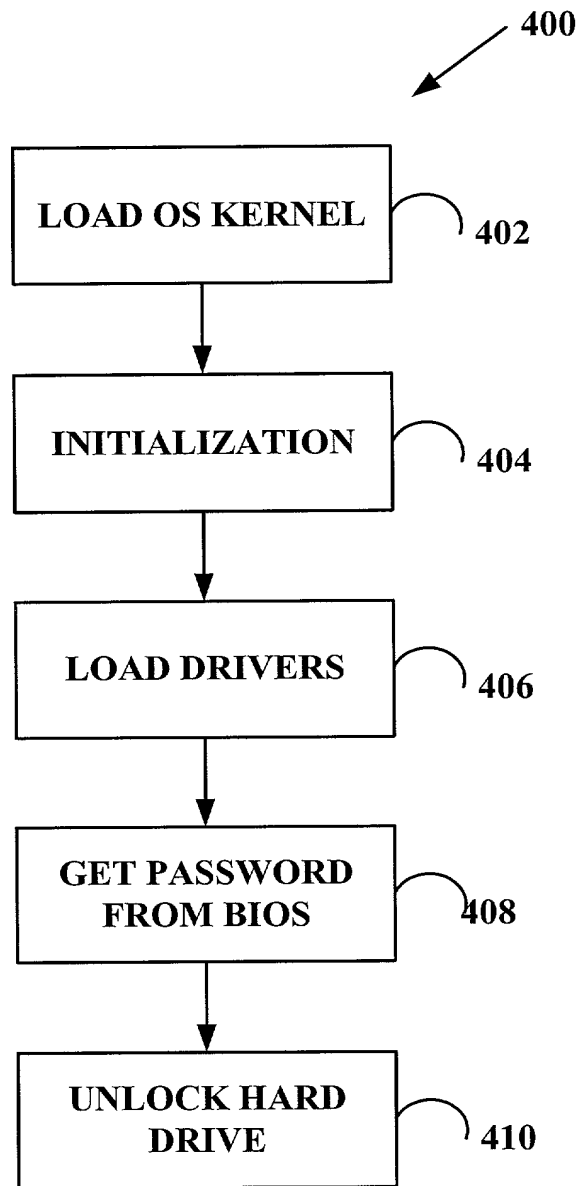 400
LOAD OS KERNEL
402
INITIALIZATION
404
LOAD DRIVERS
406
GET PASSWORD
FROM BIOS
408
UNLOCK HARD
DRIVE
410